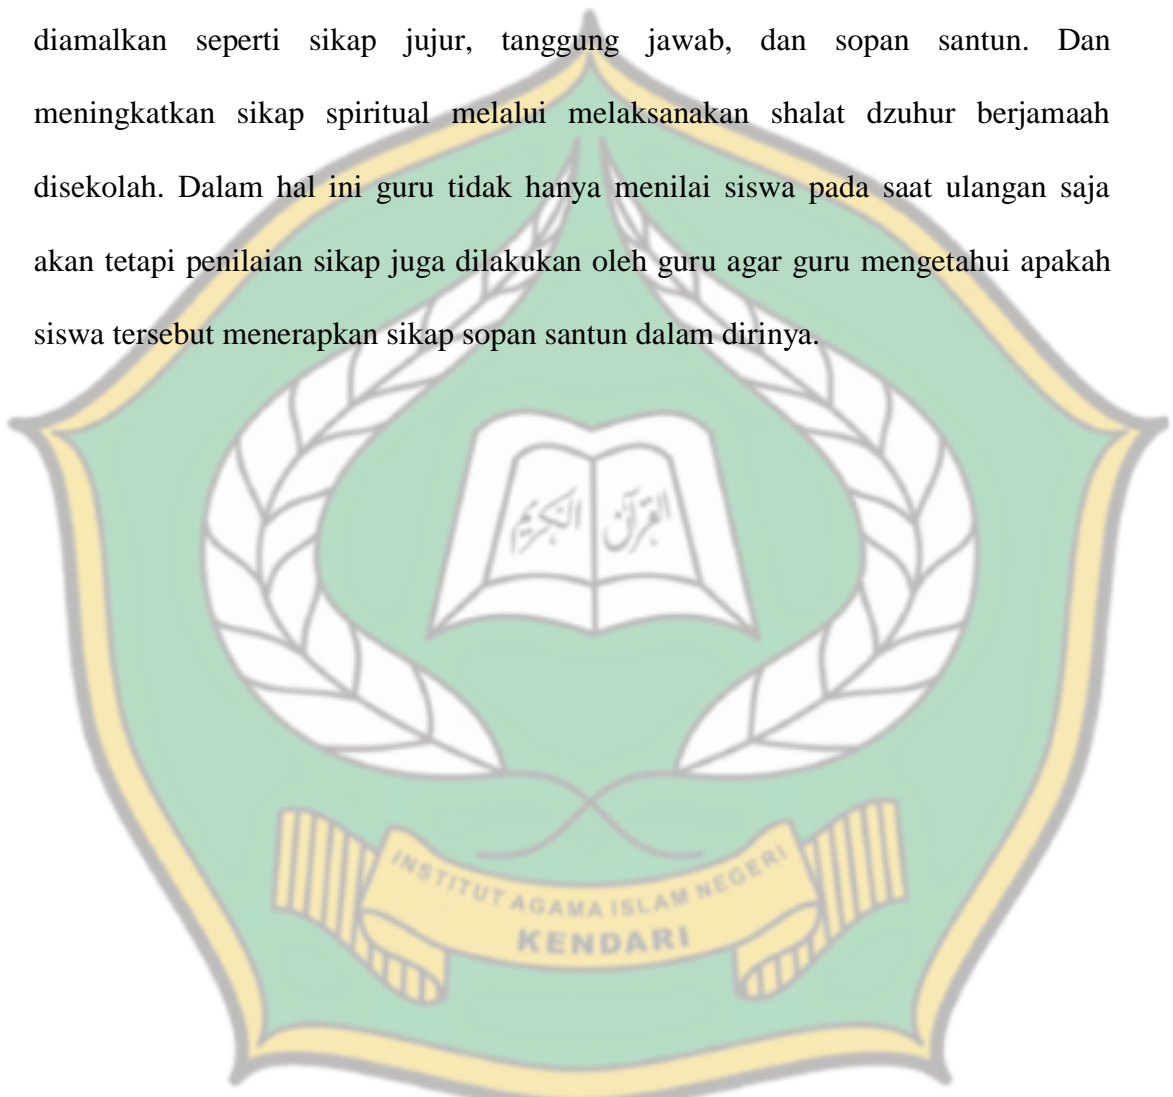 diamalkan seperti sikap jujur, tanggung jawab, dan sopan santun. Dan
meningkatkan sikap spiritual melalui melaksanakan shalat dzuhur berjamaah
disekolah. Dalam hal ini guru tidak hanya menilai siswa pada saat ulangan saja
akan tetapi penilaian sikap juga dilakukan oleh guru agar guru mengetahui apakah
siswa tersebut menerapkan sikap sopan santun dalam dirinya.
القرآن الكريم
INSTITUT AGAMA ISLAM NEGERI
KENDARI